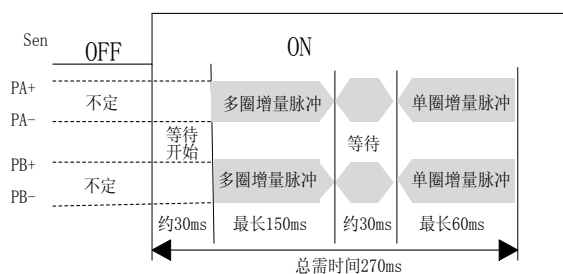 Sen OFF ON
PA+
不定 多圈增量脉冲 单圈增量脉冲
PA-
等待
开始 等待
PB+
不定 多圈增量脉冲 单圈增量脉冲
PB-
约30ms 最长150ms 约30ms 最长60ms
总需时间270ms